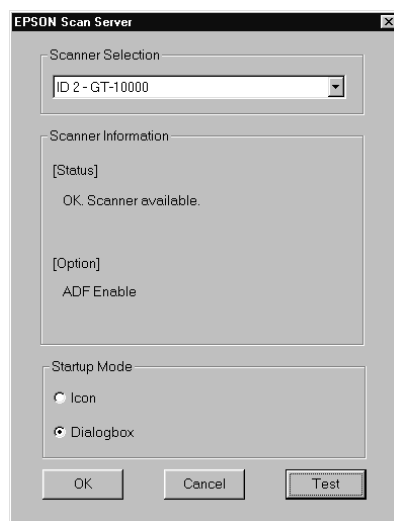 EPSON Scan Server
Scanner Selection
ID 2 - GT-10000
Scanner Information
[Status]
OK. Scanner available.
[Option]
ADF Enable
Startup Mode
Icon
Dialogbox
OK Cancel Test